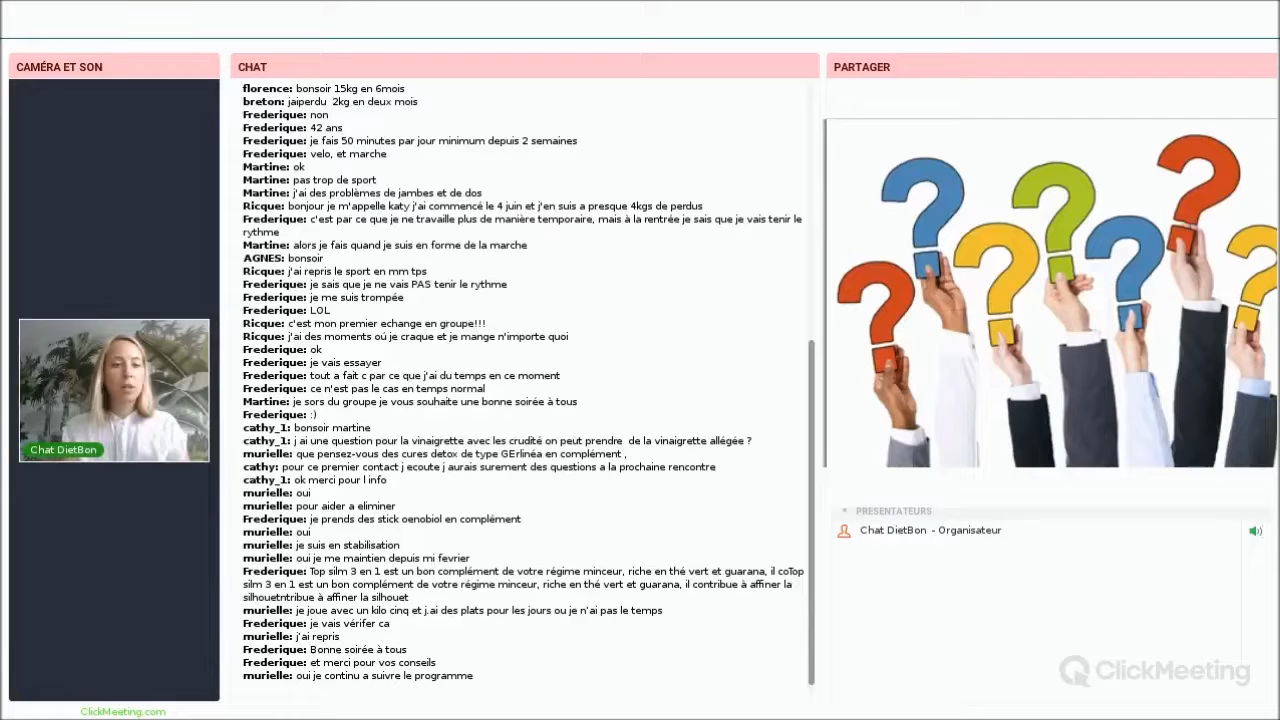 CAMÉRA ET SON
CHAT
PARTAGER
florence: bonsoir 15kg en 6mois
breton: jaiperdu 2kg en deux mois
Frederique: non
Frederique: 42 ans
Frederique: je fais 50 minutes par jour minimum depuis 2 semaines
Frederique: velo, et marche
Martine: ok
Martine: pas trop de sport
Martine: j'ai des problèmes de jambes et de dos
Ricque: bonjour je m'appelle katy j'ai commencé le 4 juin et j'en suis a presque 4kgs de perdus
Frederique: c'est par ce que je ne travaille plus de manière temporaire, mais à la rentrée je sais que je vais tenir le
rythme
Martine: alors je fais quand je suis en forme de la marche
AGNES: bonsoir
Ricque: j'ai repris le sport en mm tps
Frederique: je sais que je ne vais PAS tenir le rythme
Frederique: je me suis trompée
Frederique: LOL
Ricque: c'est mon premier echange en groupe!!!
Ricque: j'ai des moments où je craque et je mange n'importe quoi
Frederique: ok
Frederique: je vais essayer
Frederique: tout a fait c par ce que j'ai du temps en ce moment
Frederique: ce n'est pas le cas en temps normal
Martine: je sors du groupe je vous souhaite une bonne soirée à tous
Frederique: :)
cathy_1: bonsoir martine
cathy_1: j ai une question pour la vinaigrette avec les crudité on peut prendre de la vinaigrette allégée ?
murielle: que pensez-vous des cures detox de type GErlinéa en complément ,
cathy: pour ce premier contact j ecoute j aurais surement des questions a la prochaine rencontre
cathy_1: ok merci pour l info
murielle: oui
murielle: pour aider a eliminer
Frederique: je prends des stick oenobiol en complément
murielle: oui
murielle: je suis en stabilisation
murielle: oui je me maintien depuis mi fevrier
Frederique: Top silm 3 en 1 est un bon complément de votre régime minceur, riche en thé vert et guarana, il coTop
silm 3 en 1 est un bon complément de votre régime minceur, riche en thé vert et guarana, il contribue à affiner la
silhouetntribue à affiner la silhouet
murielle: je joue avec un kilo cinq et j.ai des plats pour les jours ou je n'ai pas le temps
Frederique: je vais vérifer ca
murielle: j'ai repris
Frederique: Bonne soirée à tous
Frederique: et merci pour vos conseils
murielle: oui je continu a suivre le programme
Chat DietBon
PRESENTATEURS
Chat DietBon - Organisateur
ClickMeeting
ClickMeeting.com